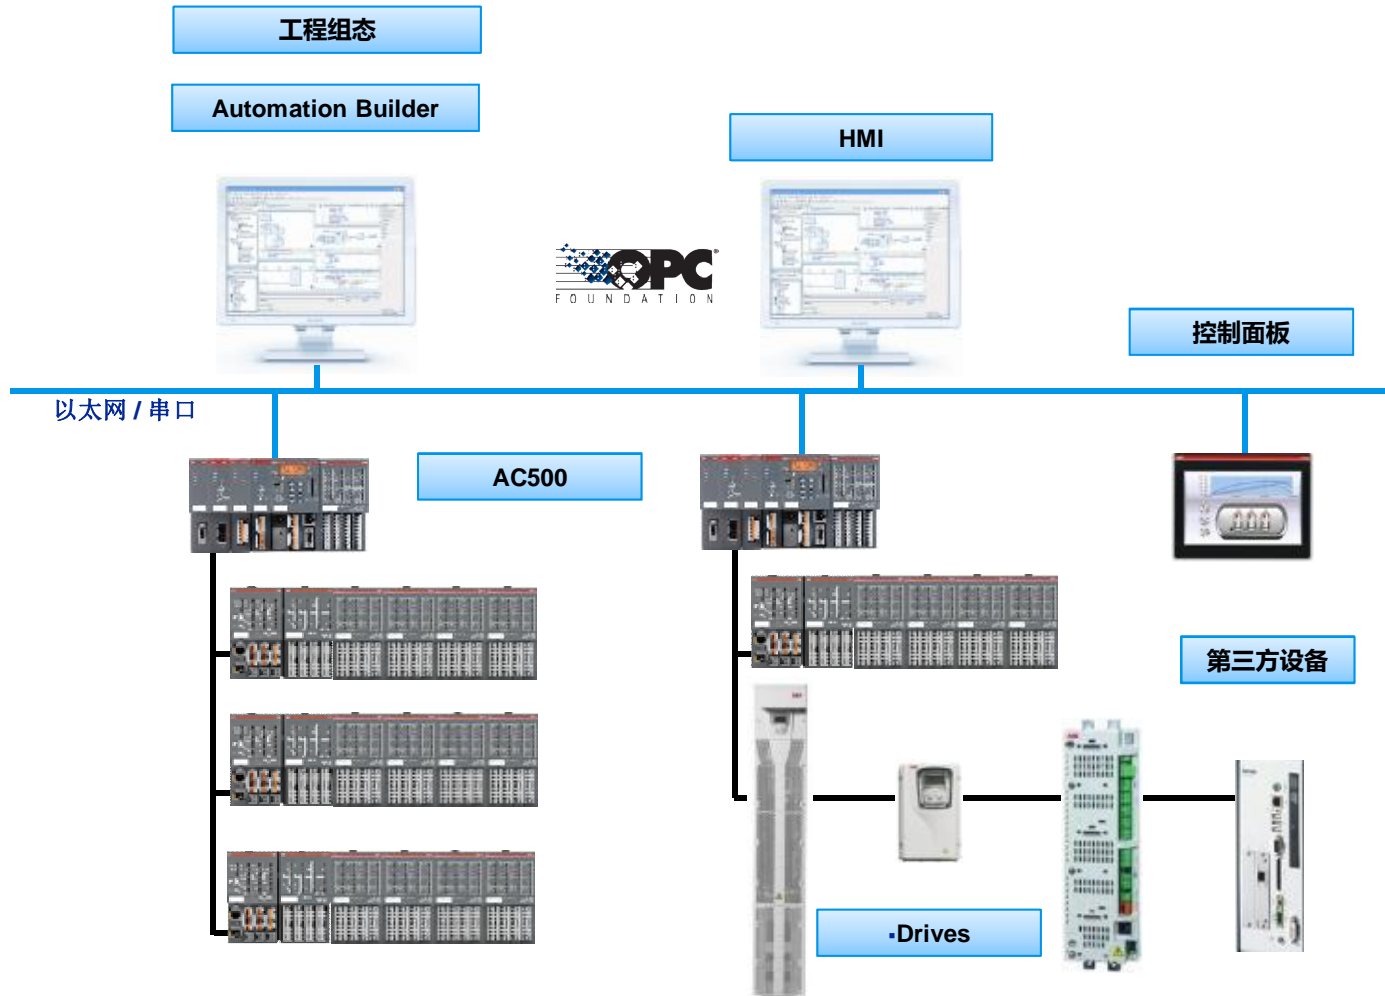 工程组态
Automation Builder
HMI
OPC
FOUNDATION
控制面板
以太网 / 串口
AC500
第三方设备
▪Drives